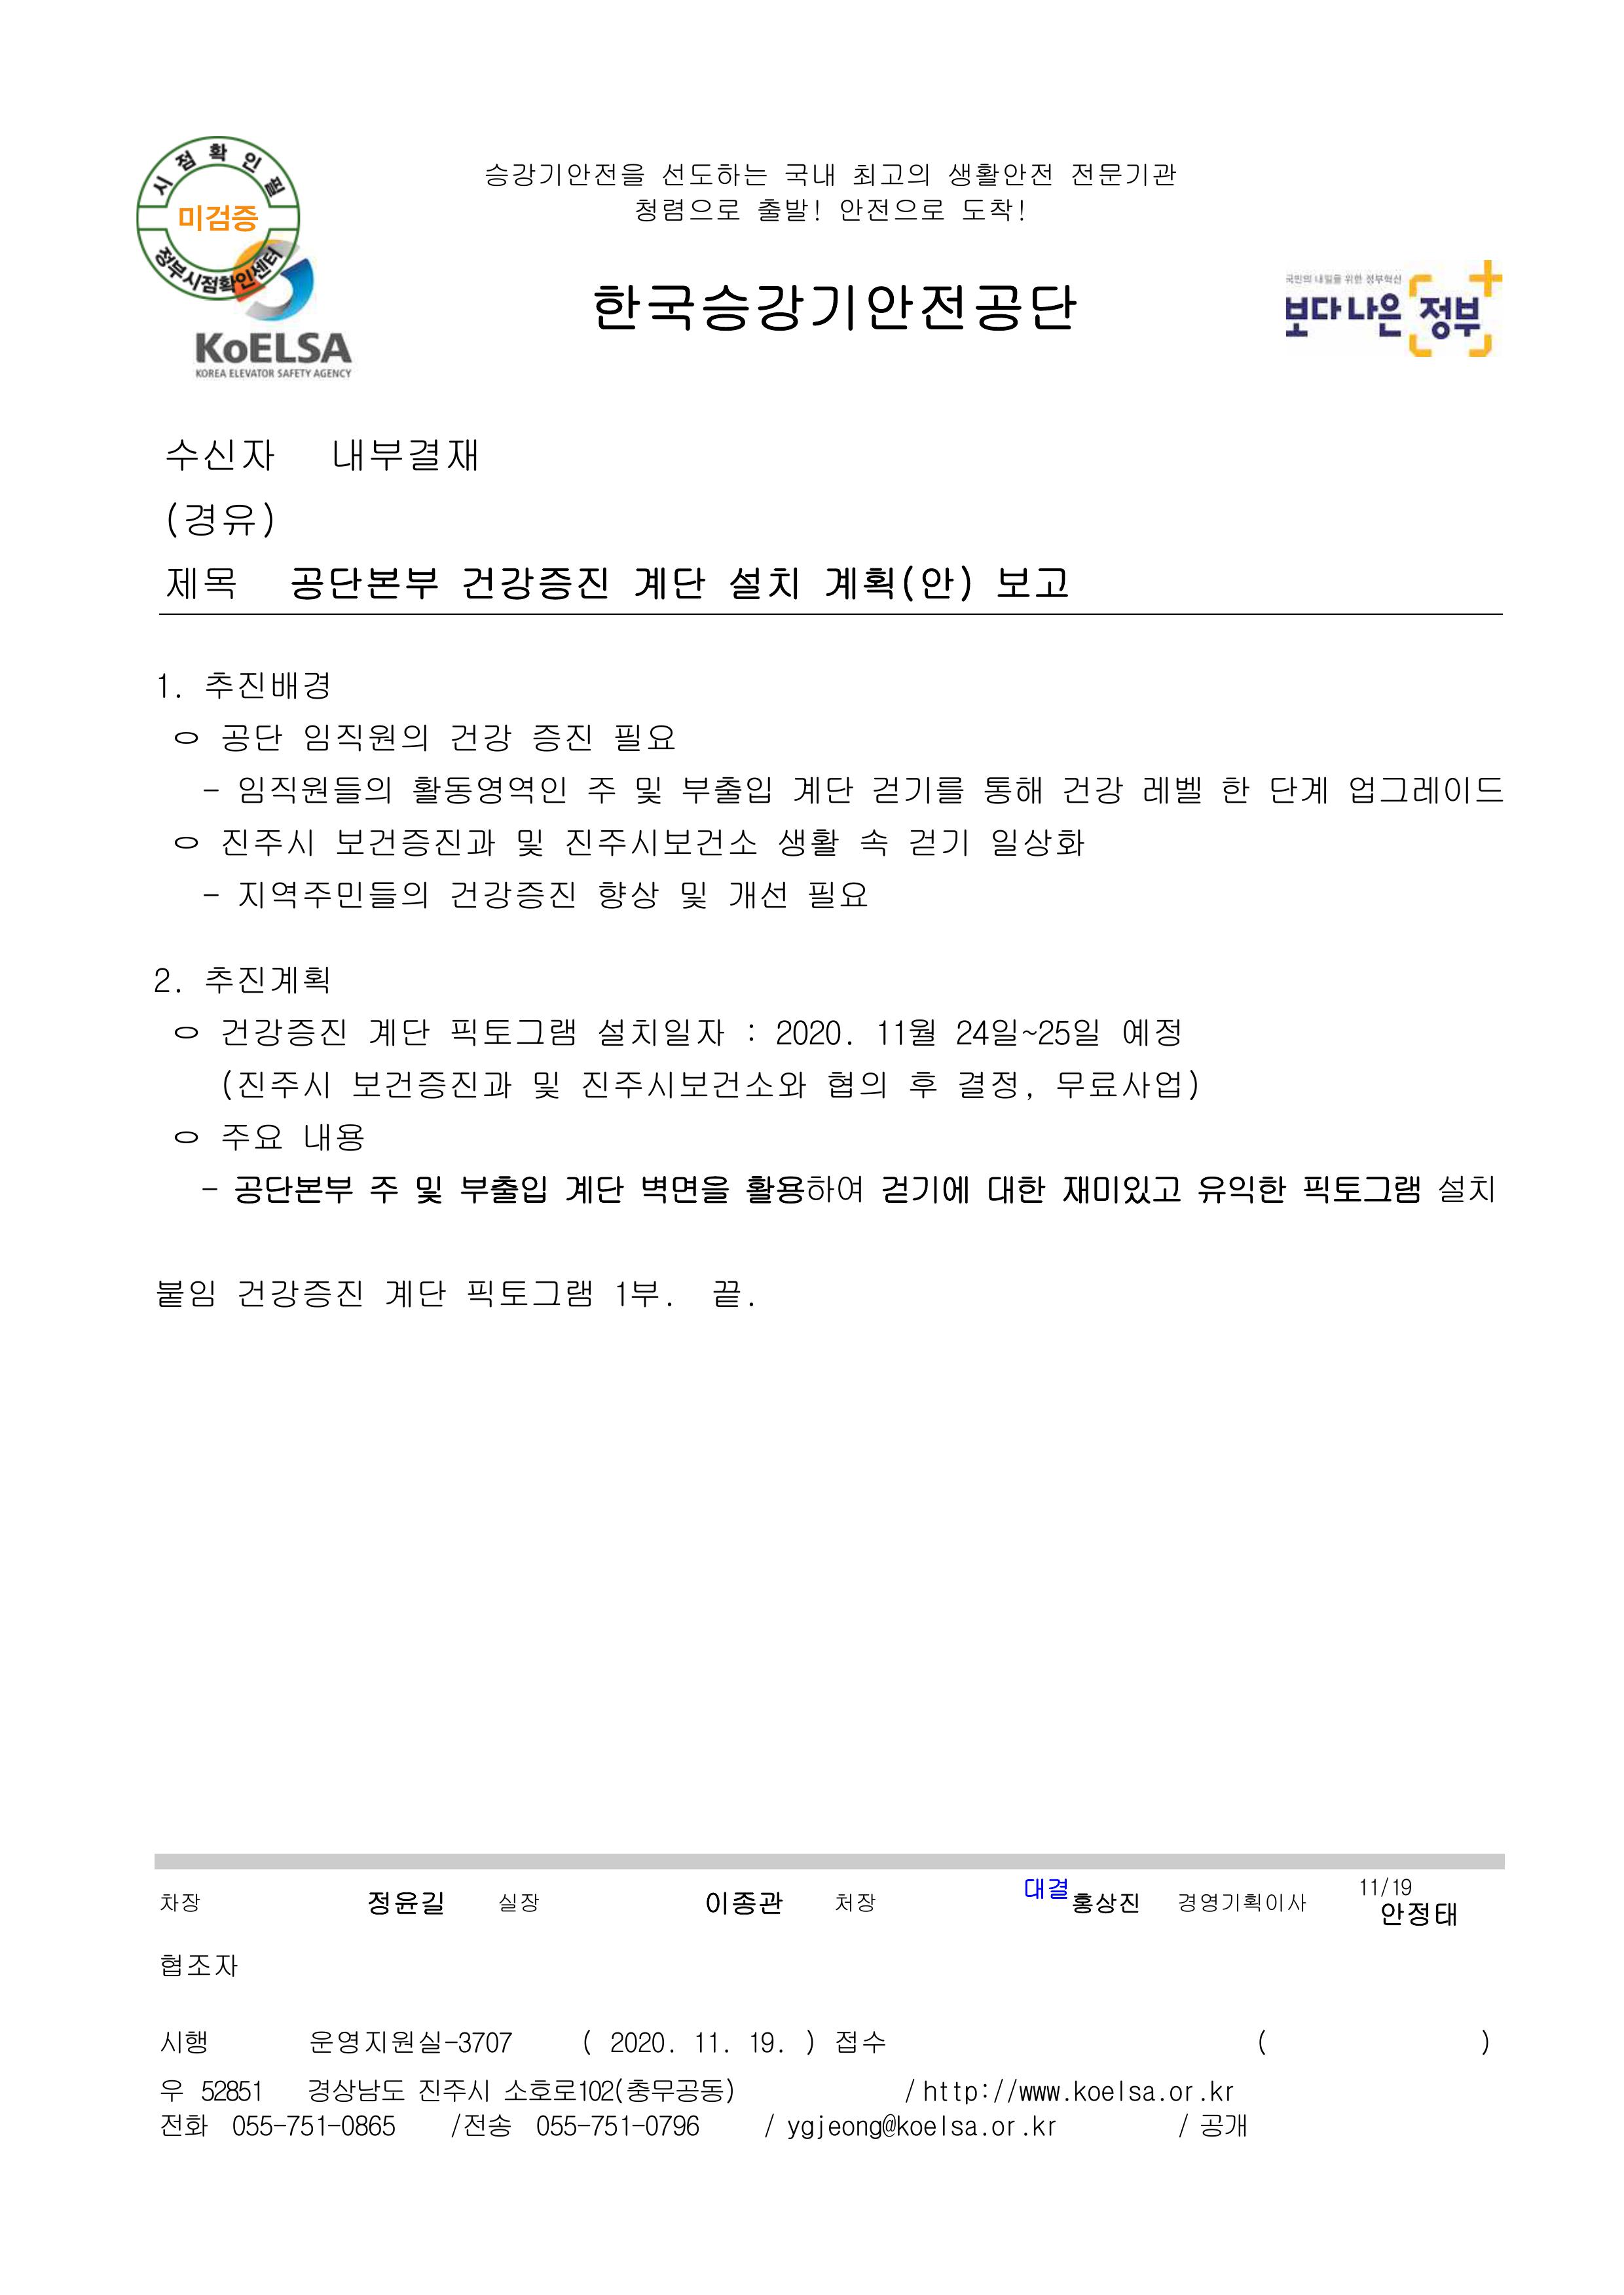 시점확인필
미검증
정부시점확인센터
KoELSA
KOREA ELEVATOR SAFETY AGENCY
승강기안전을 선도하는 국내 최고의 생활안전 전문기관
청렴으로 출발! 안전으로 도착!
한국승강기안전공단
국민의 내일을 위한 정부혁신
보다나은 정부
수신자 내부결재
(경유)
제목 공단본부 건강증진 계단 설치 계획(안) 보고
1. 추진배경
ㅇ 공단 임직원의 건강 증진 필요
- 임직원들의 활동영역인 주 및 부출입 계단 걷기를 통해 건강 레벨 한 단계 업그레이드
ㅇ 진주시 보건증진과 및 진주시보건소 생활 속 걷기 일상화
- 지역주민들의 건강증진 향상 및 개선 필요
2. 추진계획
ㅇ 건강증진 계단 픽토그램 설치일자 : 2020. 11월 24일~25일 예정
(진주시 보건증진과 및 진주시보건소와 협의 후 결정, 무료사업)
ㅇ 주요 내용
- 공단본부 주 및 부출입 계단 벽면을 활용하여 걷기에 대한 재미있고 유익한 픽토그램 설치
붙임 건강증진 계단 픽토그램 1부. 끝.
차장 정윤길 실장 이종관 처장 대결 홍상진 경영기획이사 11/19 안정태
협조자
시행 운영지원실-3707 ( 2020. 11. 19. ) 접수 ( )
우 52851 경상남도 진주시 소호로102(충무공동) / http://www.koelsa.or.kr
전화 055-751-0865 /전송 055-751-0796 / ygjeong@koelsa.or.kr / 공개